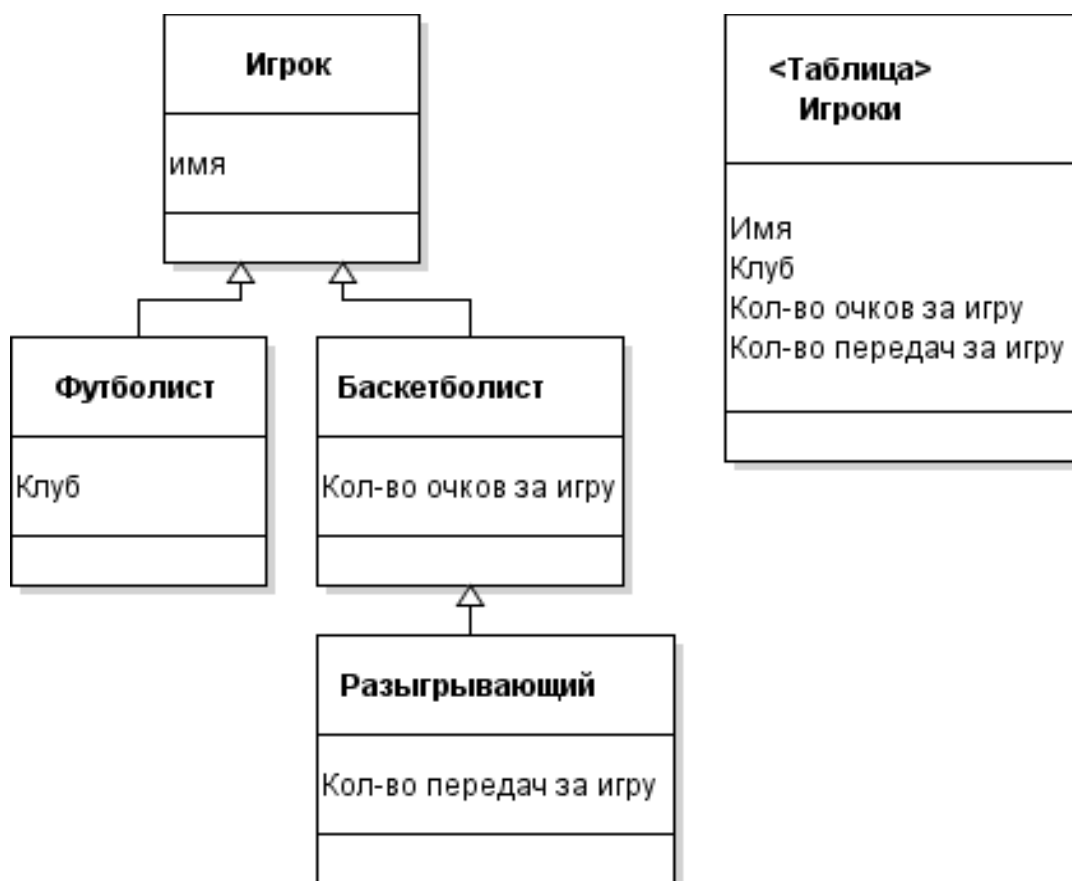 Игрок
имя
Футболист
Клуб
Баскетболист
Кол-во очков за игру
Разыгрывающий
Кол-во передач за игру
<Таблица>
Игроки
Имя
Клуб
Кол-во очков за игру
Кол-во передач за игру